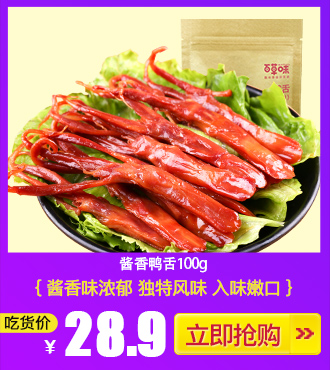 百草味
酱香鸭舌100g
{ 酱香味浓郁 独特风味 入味嫩口 }
吃货价
¥ 28.9
立即抢购